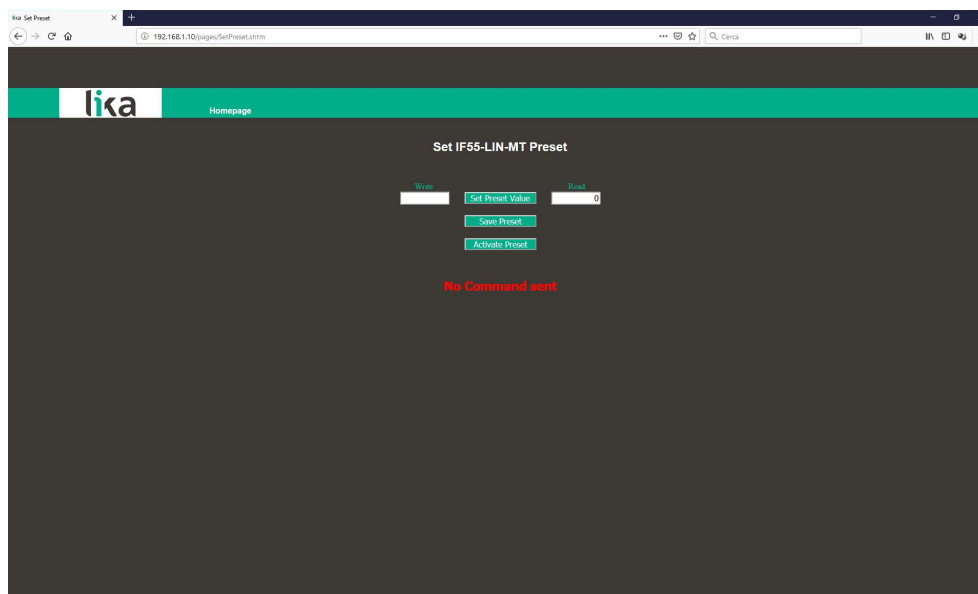 lika Set Preset
192.168.1.10/pages/SetPreset.shtm
Cerca
lika
Homepage
Set IF55-LIN-MT Preset
Write
Read
Set Preset Value
0
Save Preset
Activate Preset
No Command sent